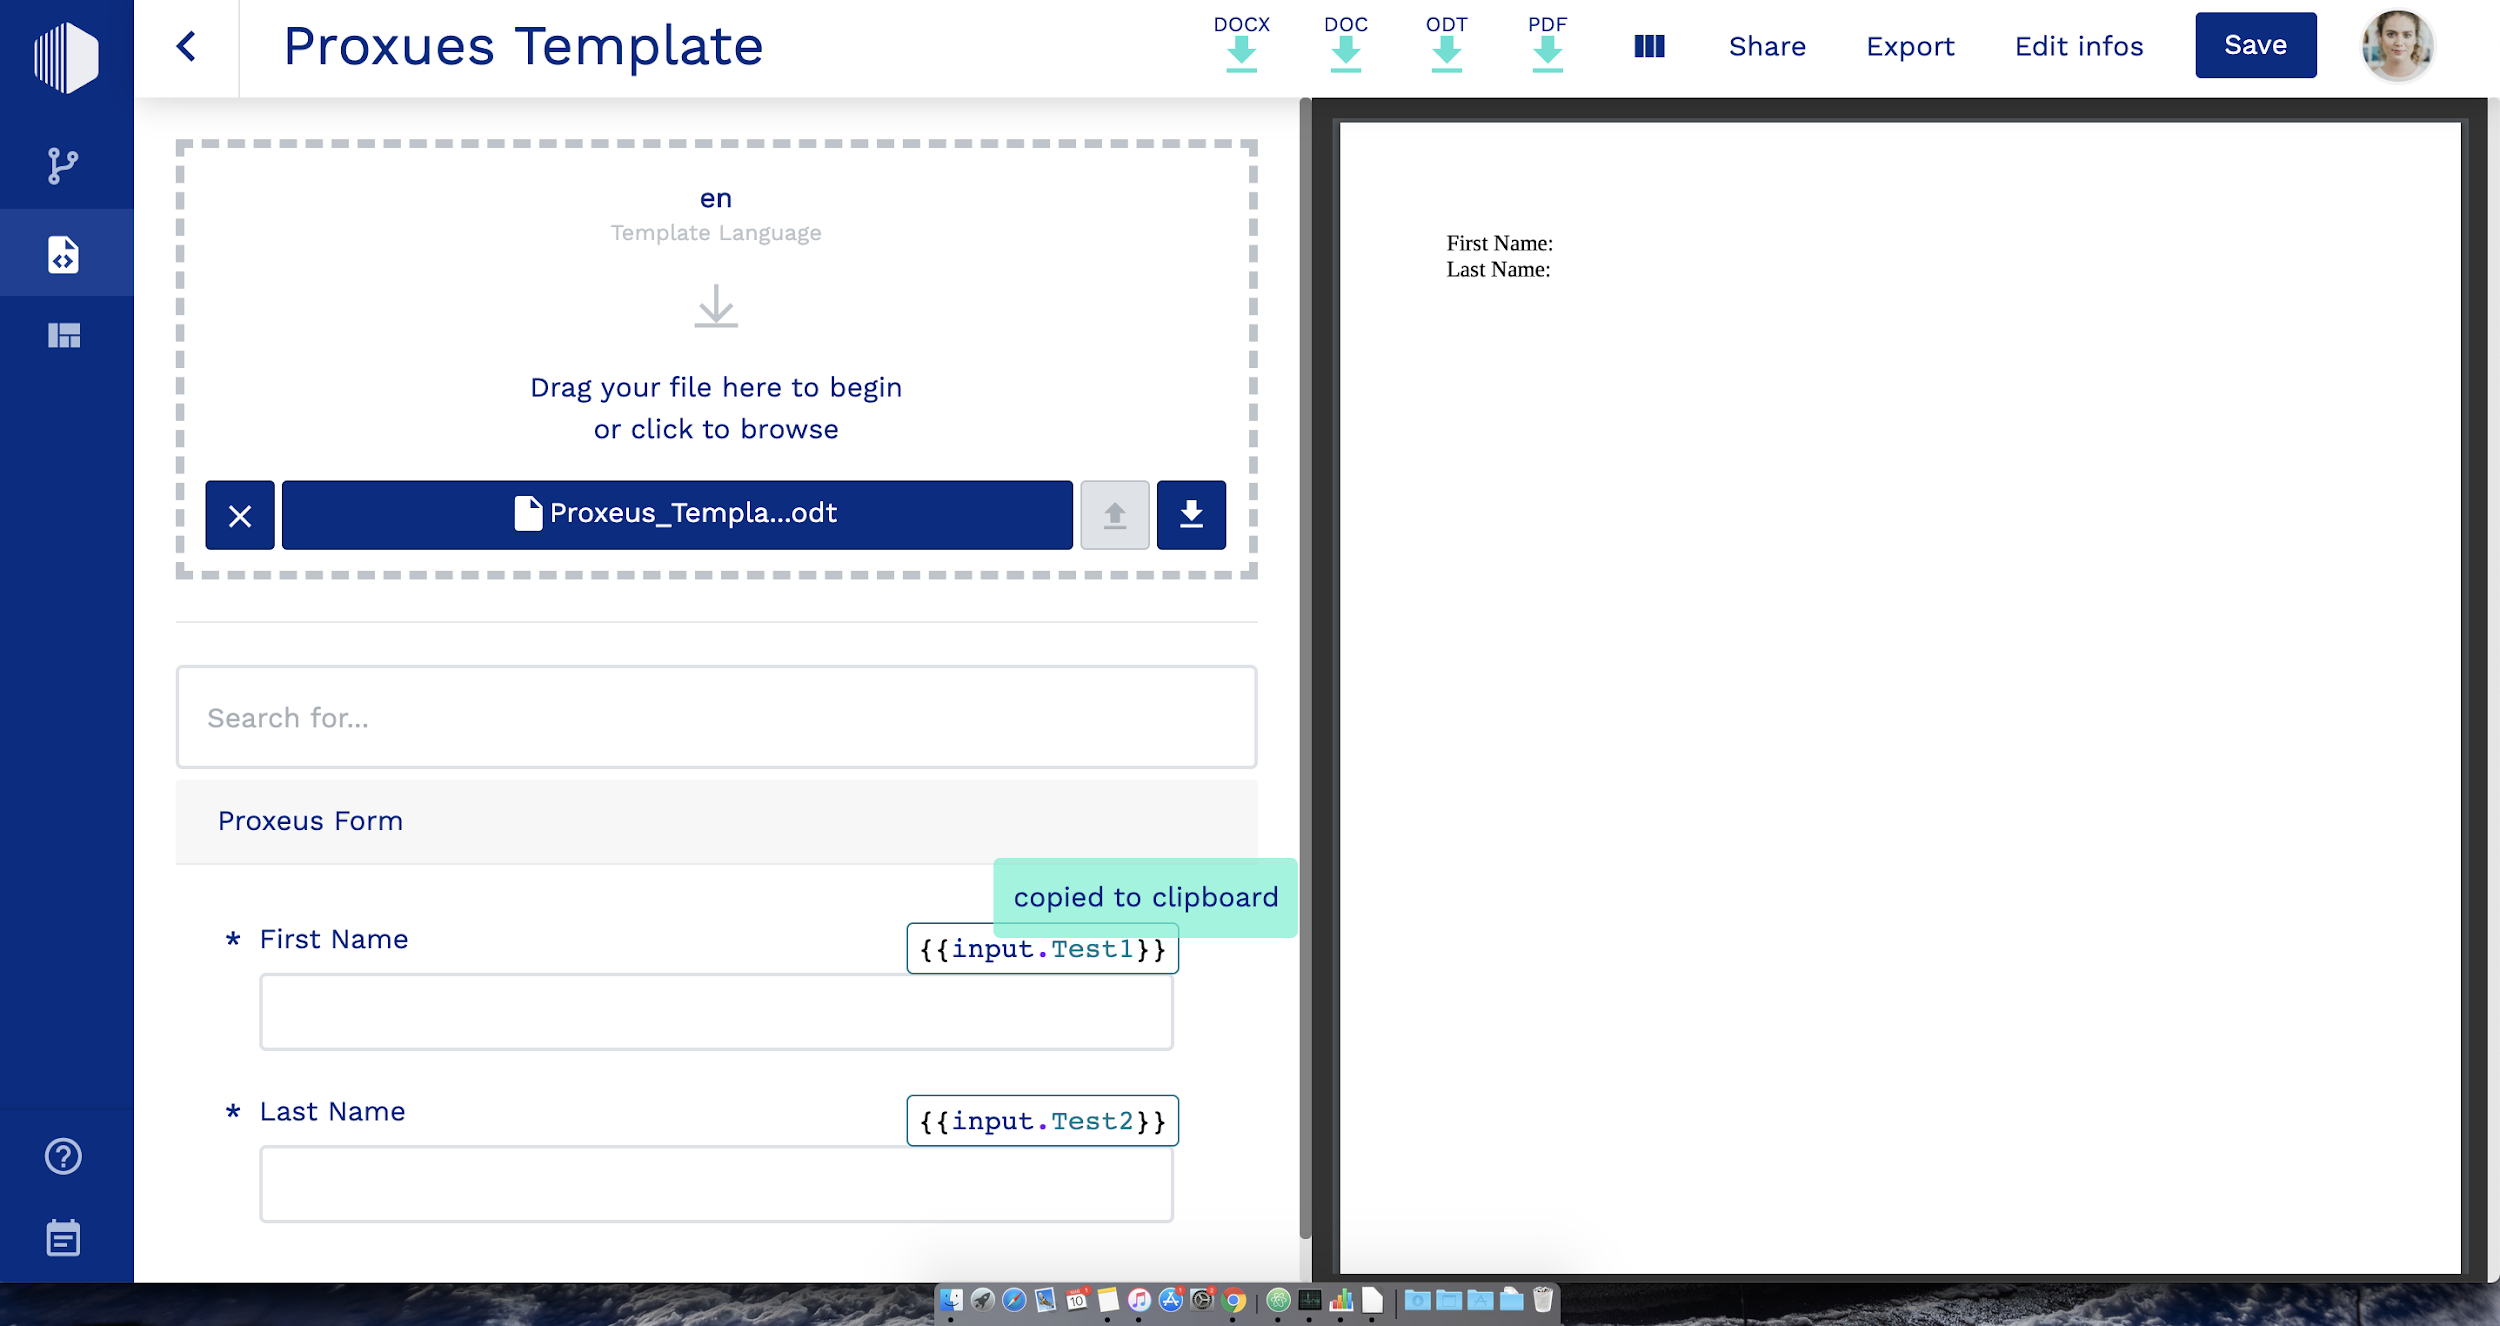 Proxues Template
DOCX
DOC
ODT
PDF
Share
Export
Edit infos
Save
en
Template Language
Drag your file here to begin
or click to browse
Proxeus_Templa...odt
Search for...
Proxeus Form
copied to clipboard
* First Name
{{input.Test1}}
* Last Name
{{input.Test2}}
First Name:
Last Name:
10